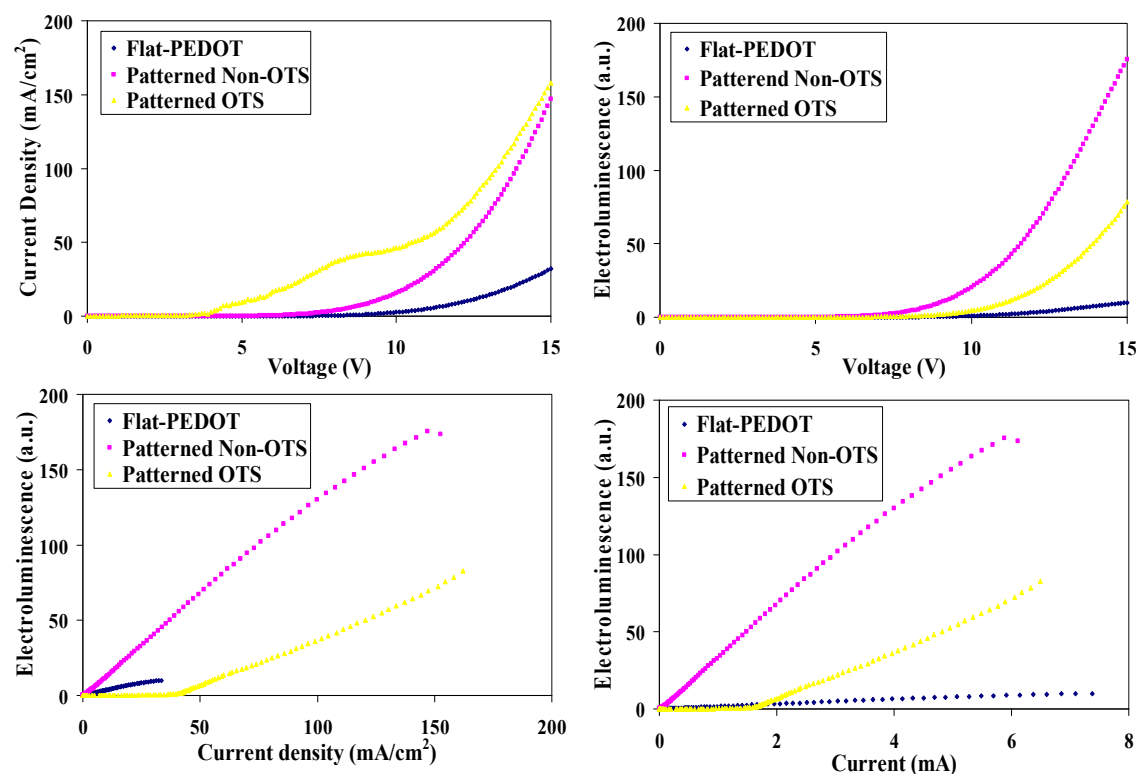 200
150
100
50
0
Current Density (mA/cm²)
Flat-PEDOT
Patterned Non-OTS
Patterned OTS
0 5 10 15
Voltage (V)
200
150
100
50
0
Electroluminescence (a.u.)
Flat-PEDOT
Patterend Non-OTS
Patterned OTS
0 5 10 15
Voltage (V)
200
150
100
50
0
Electroluminescence (a.u.)
Flat-PEDOT
Patterned Non-OTS
Patterned OTS
0 50 100 150 200
Current density (mA/cm²)
200
150
100
50
0
Electroluminescence (a.u.)
Flat-PEDOT
Patterned Non-OTS
Patterned OTS
0 2 4 6 8
Current (mA)